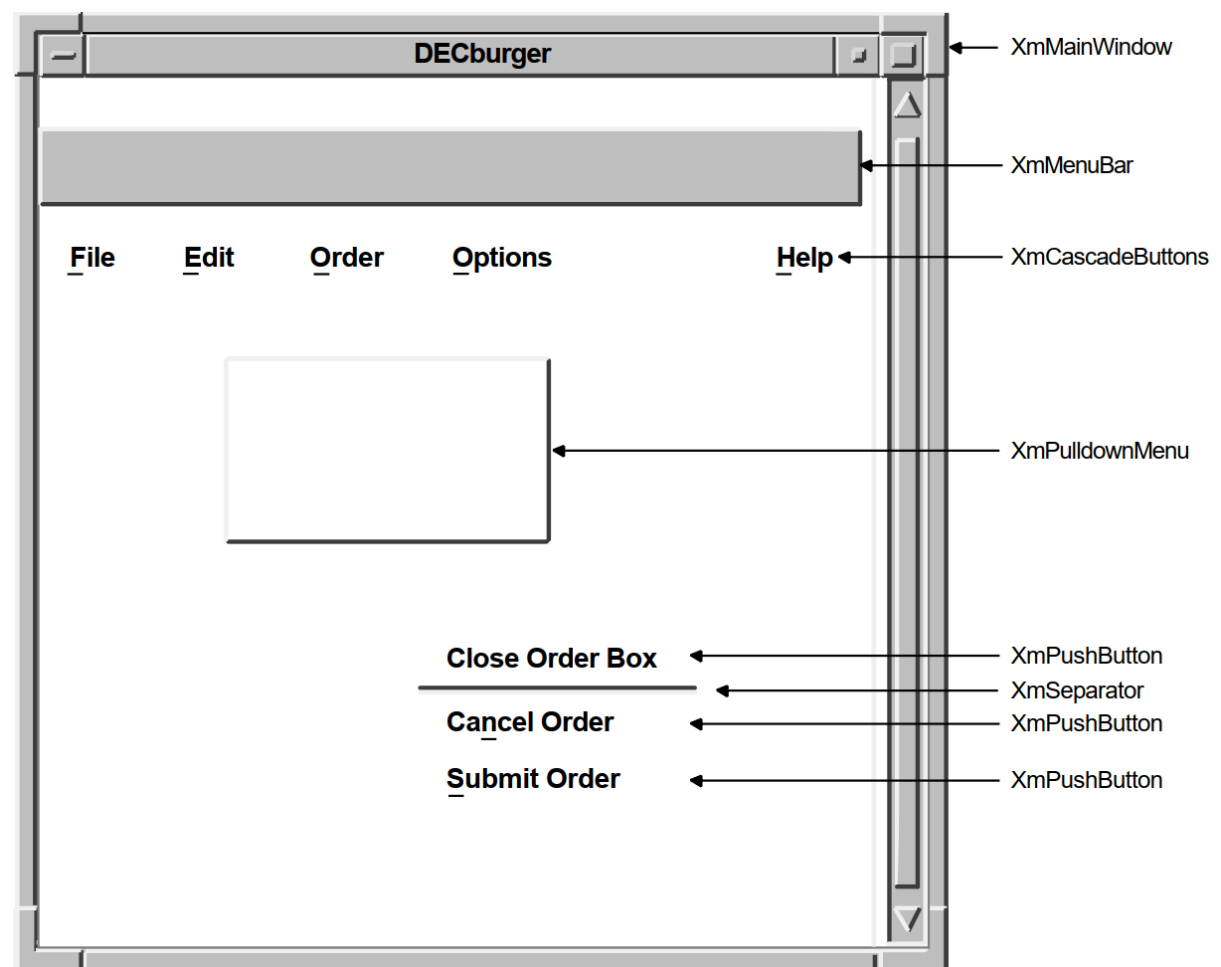 DECburger
XmMainWindow
XmMenuBar
File Edit Order Options Help
XmCascadeButtons
XmPulldownMenu
Close Order Box
XmPushButton
XmSeparator
Cancel Order
XmPushButton
Submit Order
XmPushButton